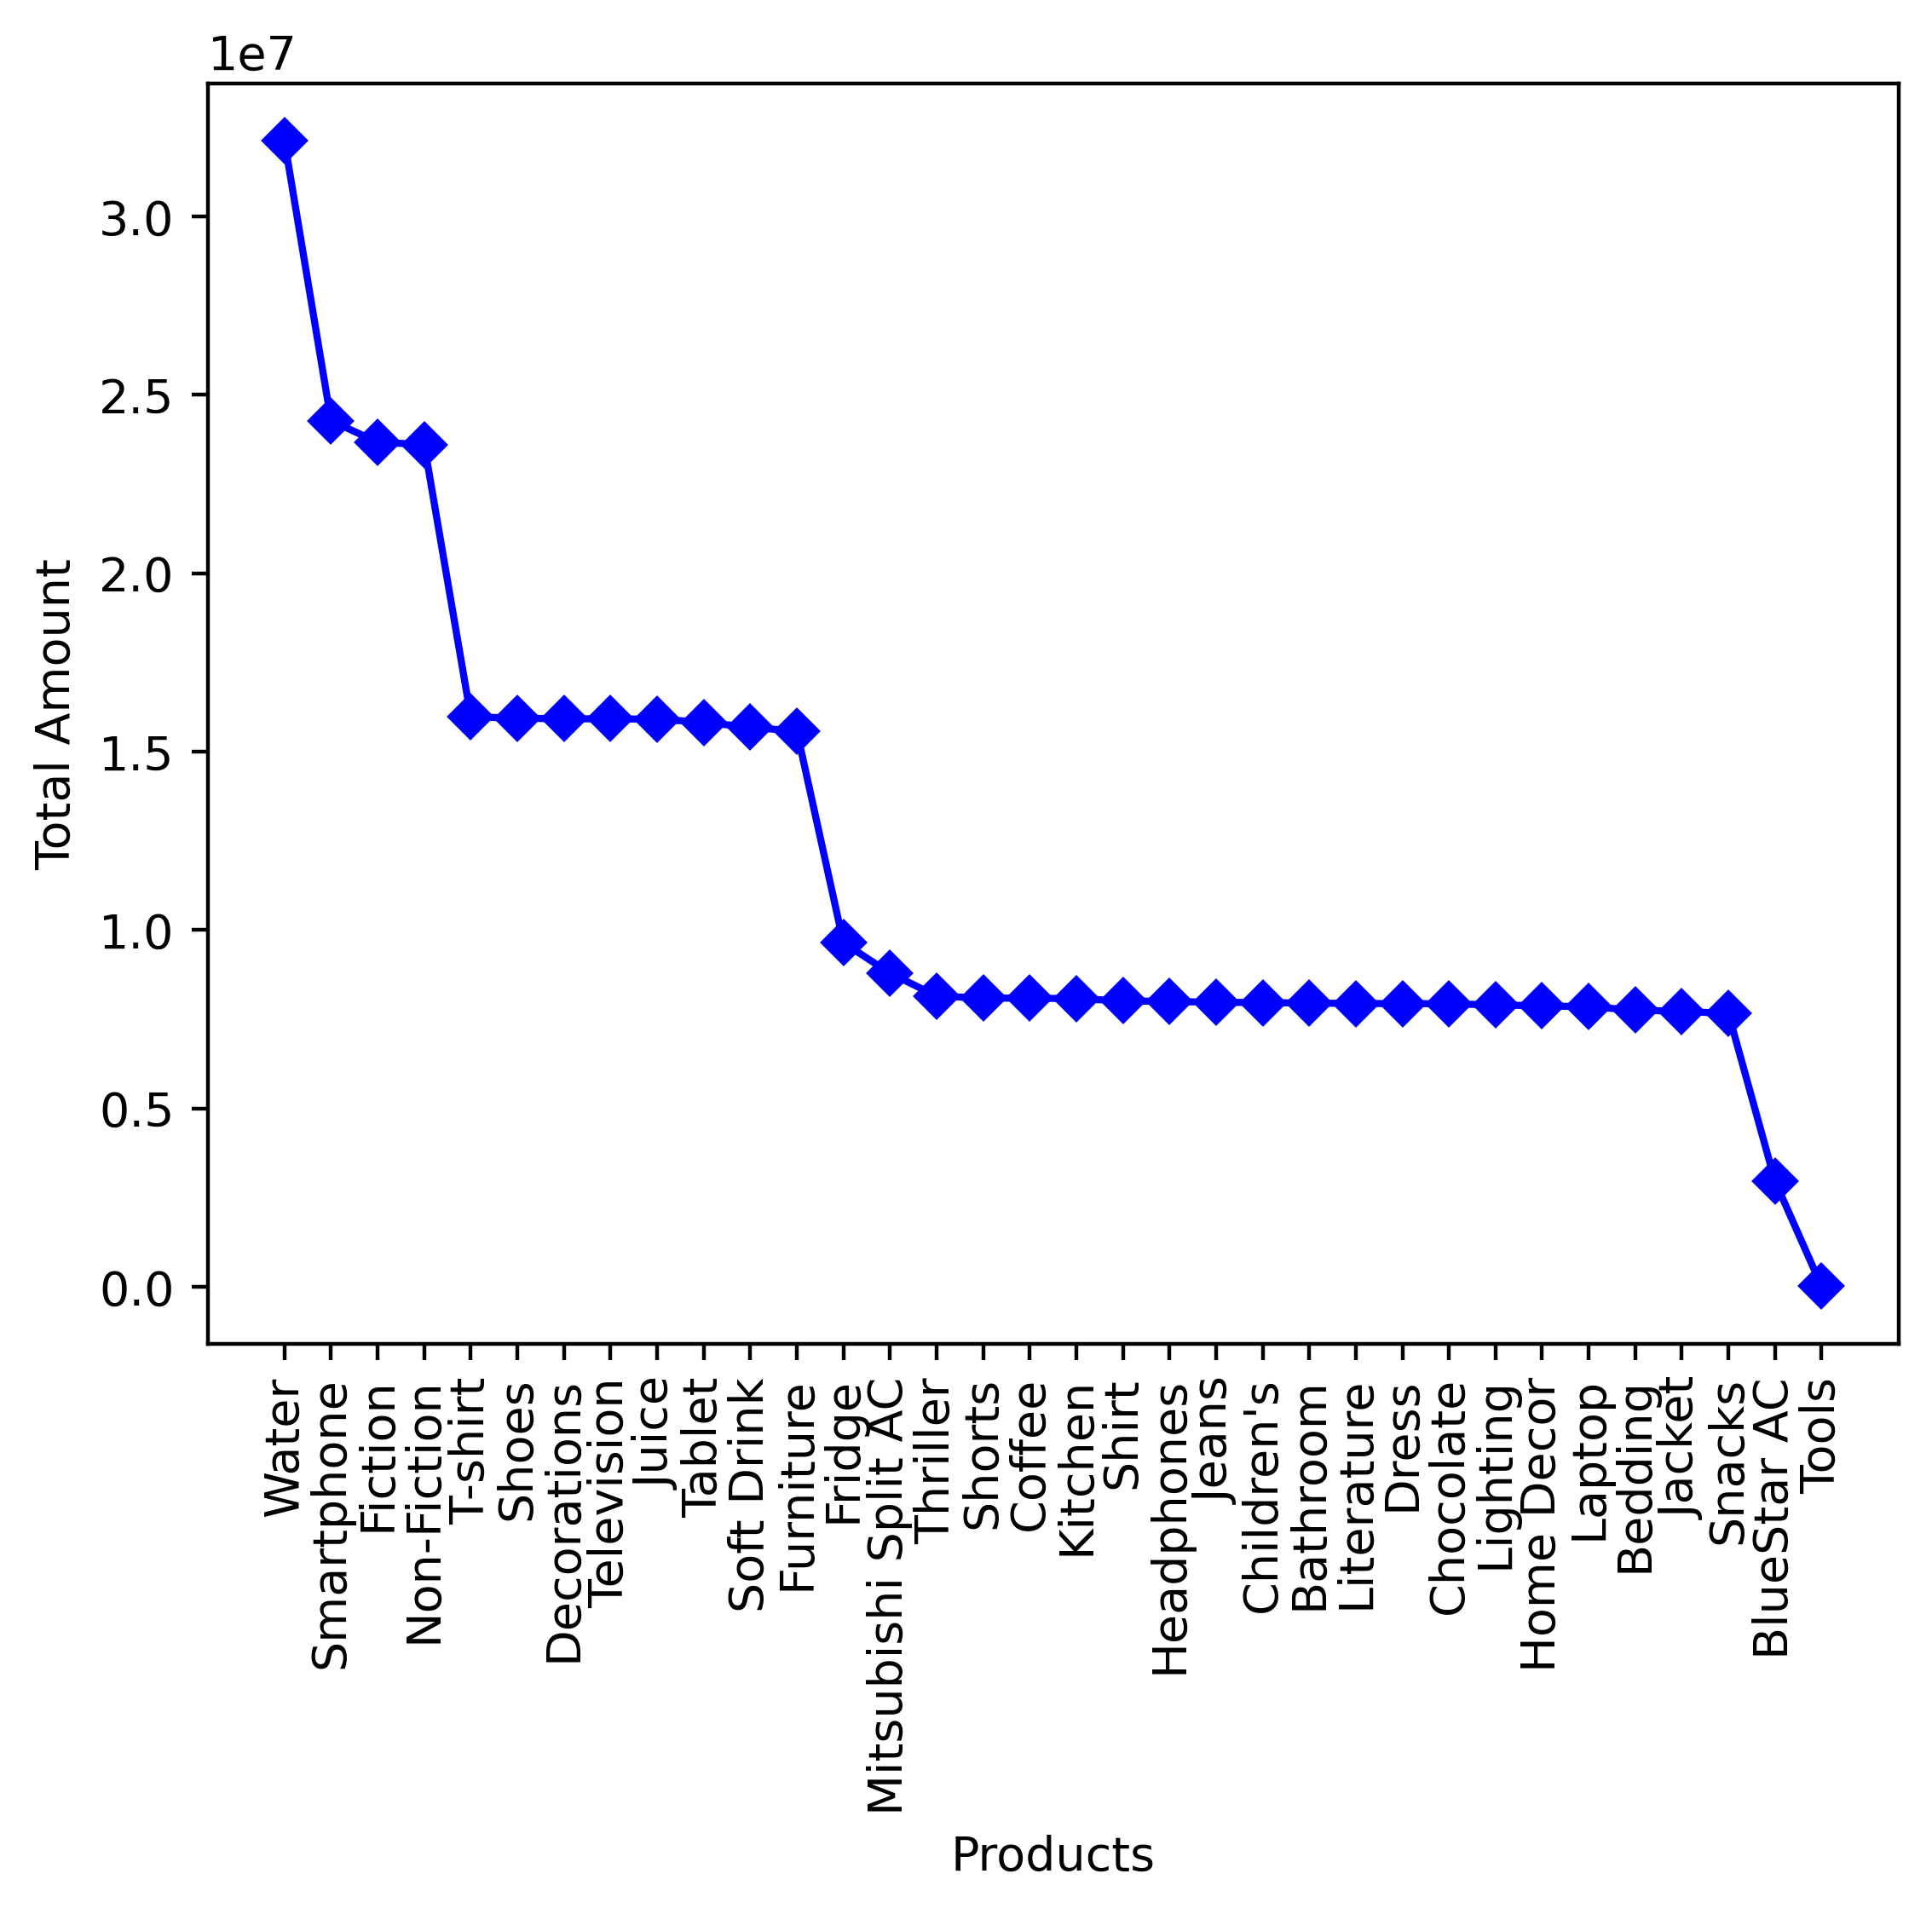 1e7
3.0
2.5
2.0
1.5
1.0
0.5
0.0
Total Amount
Water
Smartphone
Fiction
Non-Fiction
T-shirt
Shoes
Decorations
Television
Juice
Tablet
Soft Drink
Furniture
Fridge
Mitsubishi Split AC
Thriller
Shorts
Coffee
Kitchen
Shirt
Headphones
Jeans
Children's
Bathroom
Literature
Dress
Chocolate
Lighting
Home Decor
Laptop
Bedding
Jacket
Snacks
BlueStar AC
Tools
Products